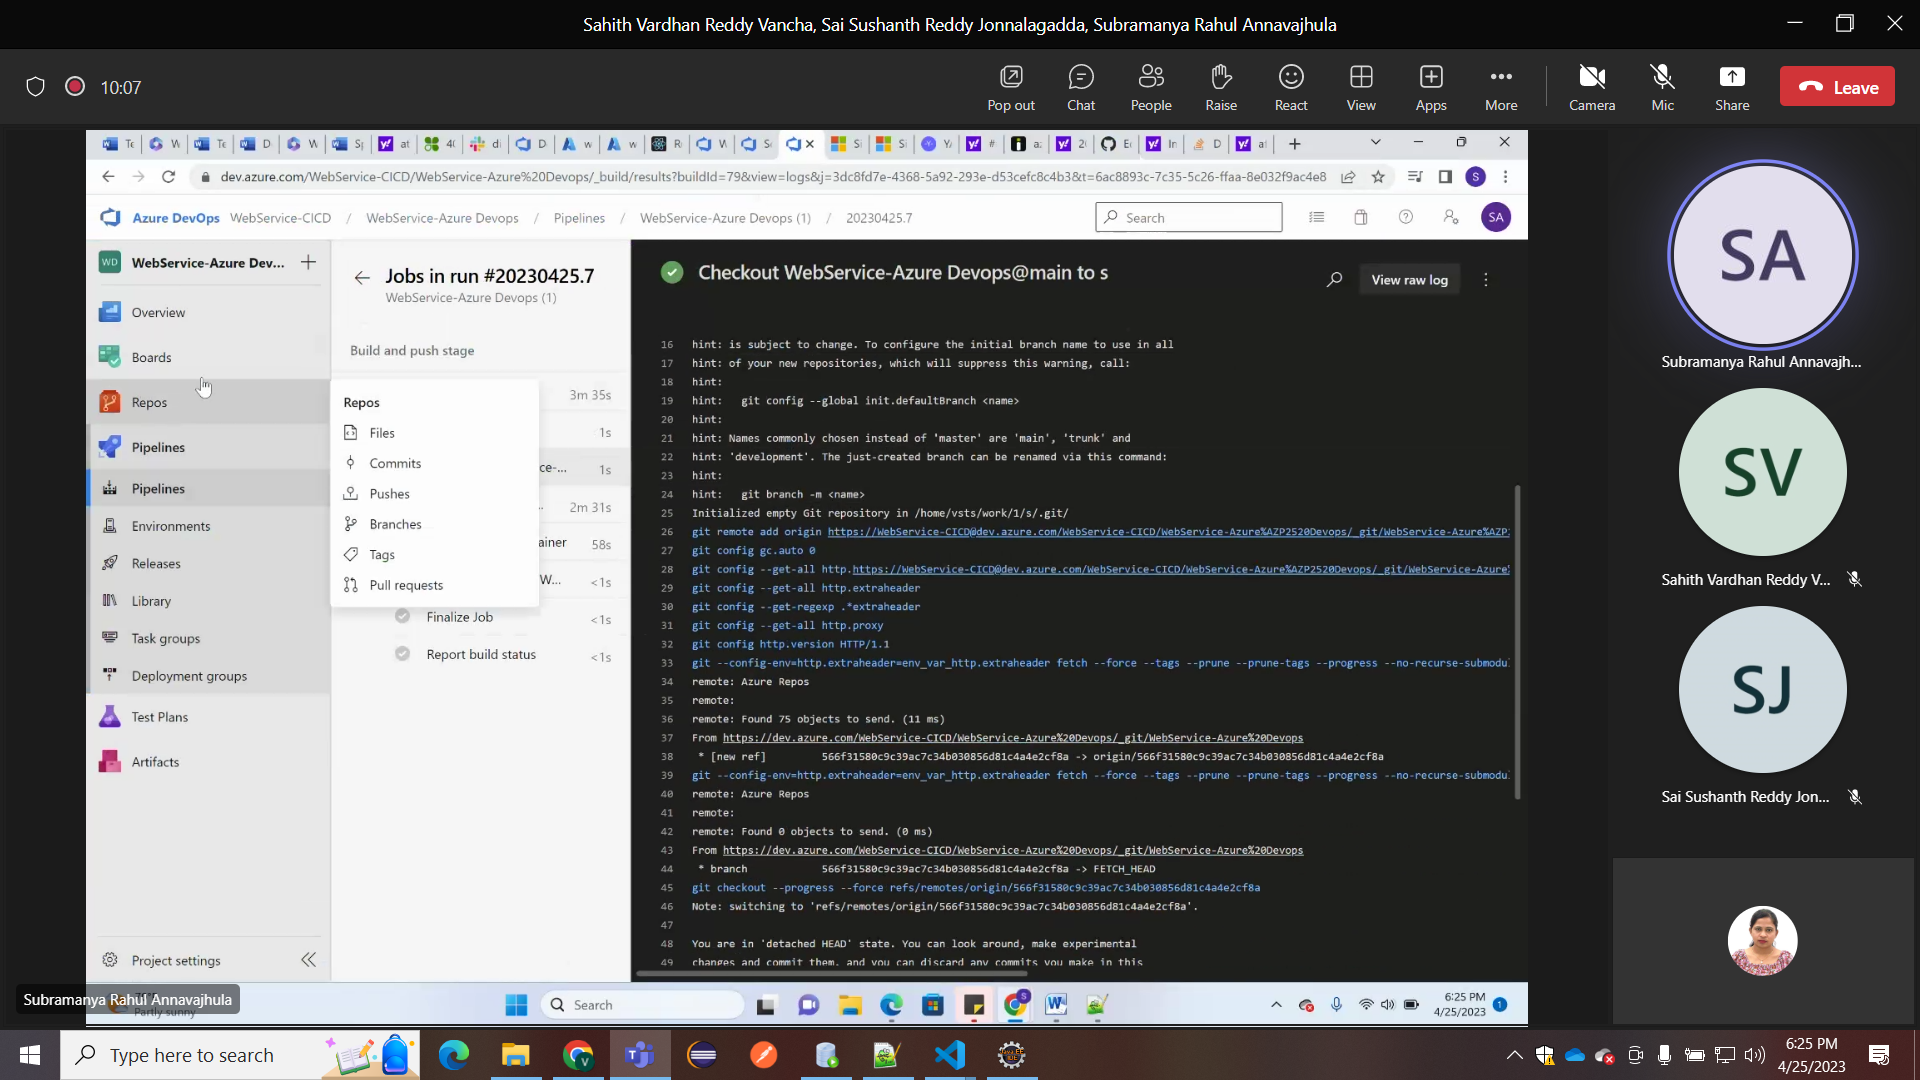 Sahith Vardhan Reddy Vancha, Sai Sushanth Reddy Jonnalagadda, Subramanya Rahul Annavajhula
10:07
Pop out
Chat
People
Raise
React
View
Apps
More
Camera
Mic
Share
Leave
dev.azure.com/WebService-CICD/WebService-Azure%20Devops/_build/results?buildId=79&view=logs&j=3dc8fd7e-4368-5a92-293e-d53cefc8c4b3&t=6ac8893c-7c35-5c26-ffaa-8e032f9ac4e8
S
Azure DevOps WebService-CICD / WebService-Azure Devops / Pipelines / WebService-Azure Devops (1) / 20230425.7
Search
SA
WD WebService-Azure Dev...
Overview
Boards
Repos
Pipelines
Pipelines
Environments
Releases
Library
Task groups
Deployment groups
Test Plans
Artifacts
Project settings
Jobs in run #20230425.7
WebService-Azure Devops (1)
Build and push stage
3m 35s
1s
ce-... 1s
2m 31s
ainer 58s
W... <1s
Finalize Job <1s
Report build status <1s
Repos
Files
Commits
Pushes
Branches
Tags
Pull requests
Checkout WebService-Azure Devops@main to s
View raw log
16 hint: is subject to change. To configure the initial branch name to use in all
17 hint: of your new repositories, which will suppress this warning, call:
18 hint:
19 hint: git config --global init.defaultBranch <name>
20 hint:
21 hint: Names commonly chosen instead of 'master' are 'main', 'trunk' and
22 hint: 'development'. The just-created branch can be renamed via this command:
23 hint:
24 hint: git branch -m <name>
25 Initialized empty Git repository in /home/vsts/work/1/s/.git/
26 git remote add origin https://WebService-CICD@dev.azure.com/WebService-CICD/WebService-Azure%AZP2520Devops/_git/WebService-Azure%AZP
27 git config gc.auto 0
28 git config --get-all http.https://WebService-CICD@dev.azure.com/WebService-CICD/WebService-Azure%AZP2520Devops/_git/WebService-Azure%
29 git config --get-all http.extraheader
30 git config --get-regexp .*extraheader
31 git config --get-all http.proxy
32 git config http.version HTTP/1.1
33 git --config-env=http.extraheader=env_var_http.extraheader fetch --force --tags --prune --prune-tags --progress --no-recurse-submodul
34 remote: Azure Repos
35 remote:
36 remote: Found 75 objects to send. (11 ms)
37 From https://dev.azure.com/WebService-CICD/WebService-Azure%20Devops/_git/WebService-Azure%20Devops
38 * [new ref] 566f31580c9c39ac7c34b030856d81c4a4e2cf8a -> origin/566f31580c9c39ac7c34b030856d81c4a4e2cf8a
39 git --config-env=http.extraheader=env_var_http.extraheader fetch --force --tags --prune --prune-tags --progress --no-recurse-submodul
40 remote: Azure Repos
41 remote:
42 remote: Found 0 objects to send. (0 ms)
43 From https://dev.azure.com/WebService-CICD/WebService-Azure%20Devops/_git/WebService-Azure%20Devops
44 * branch 566f31580c9c39ac7c34b030856d81c4a4e2cf8a -> FETCH_HEAD
45 git checkout --progress --force refs/remotes/origin/566f31580c9c39ac7c34b030856d81c4a4e2cf8a
46 Note: switching to 'refs/remotes/origin/566f31580c9c39ac7c34b030856d81c4a4e2cf8a'.
47
48 You are in 'detached HEAD' state. You can look around, make experimental
49 changes and commit them, and you can discard any commits you make in this
SA
Subramanya Rahul Annavajh...
SV
Sahith Vardhan Reddy V...
SJ
Sai Sushanth Reddy Jon...
Subramanya Rahul Annavajhula
Partly sunny
Search
6:25 PM
4/25/2023
1
Type here to search
6:25 PM
4/25/2023